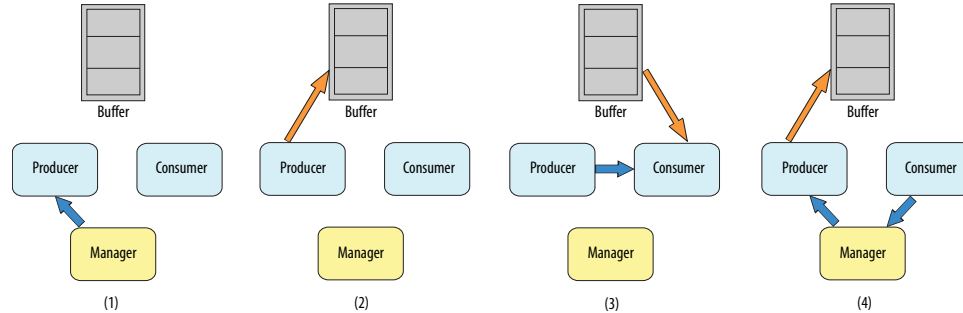 Buffer
Producer
Consumer
Manager
(1)
Buffer
Producer
Consumer
Manager
(2)
Buffer
Producer
Consumer
Manager
(3)
Buffer
Producer
Consumer
Manager
(4)